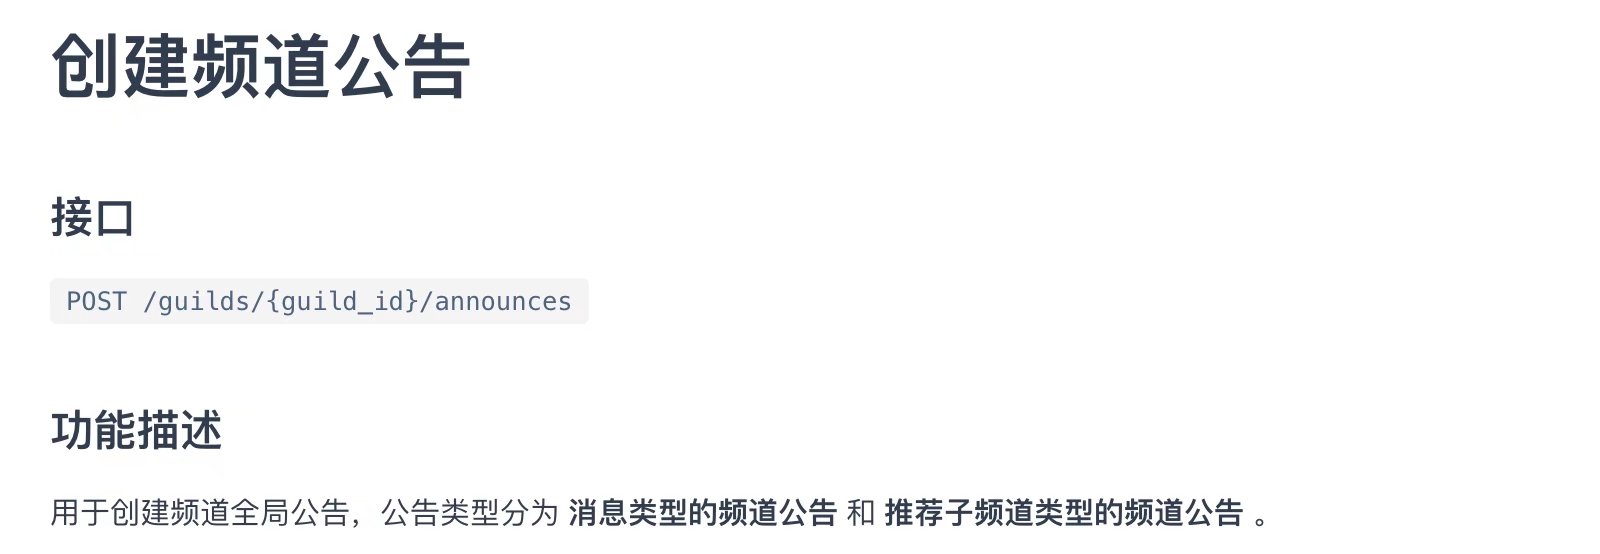 创建频道公告
接口
POST /guilds/{guild_id}/announces
功能描述
用于创建频道全局公告，公告类型分为 消息类型的频道公告 和 推荐子频道类型的频道公告 。